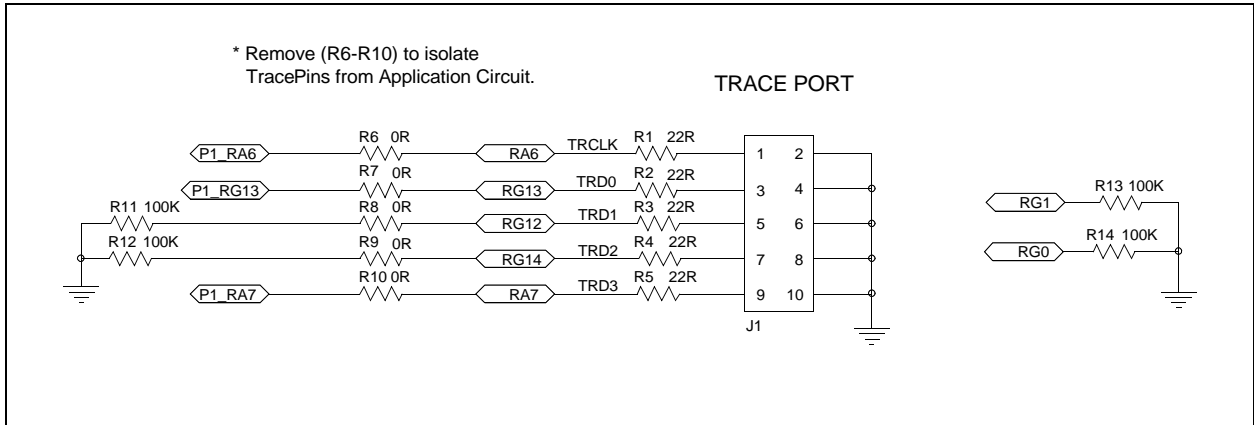 * Remove (R6-R10) to isolate
TracePins from Application Circuit.
TRACE PORT
P1_RA6 R6 0R RA6 TRCLK R1 22R 1 2
P1_RG13 R7 0R RG13 TRD0 R2 22R 3 4
R11 100K R8 0R RG12 TRD1 R3 22R 5 6
R12 100K R9 0R RG14 TRD2 R4 22R 7 8
P1_RA7 R10 0R RA7 TRD3 R5 22R 9 10
J1
RG1 R13 100K
RG0 R14 100K